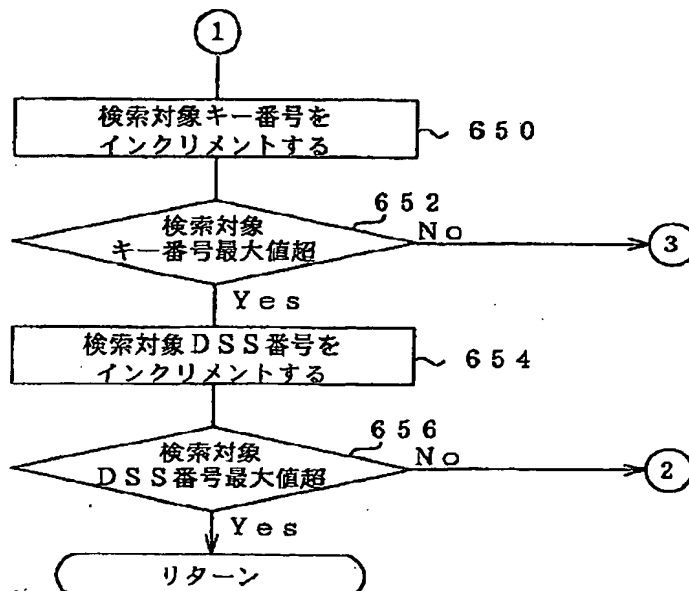 1
検索対象キー番号を
インクリメントする
650
652
検索対象
キー番号最大値超
No
3
Yes
検索対象DSS番号を
インクリメントする
654
656
検索対象
DSS番号最大値超
No
2
Yes
リターン